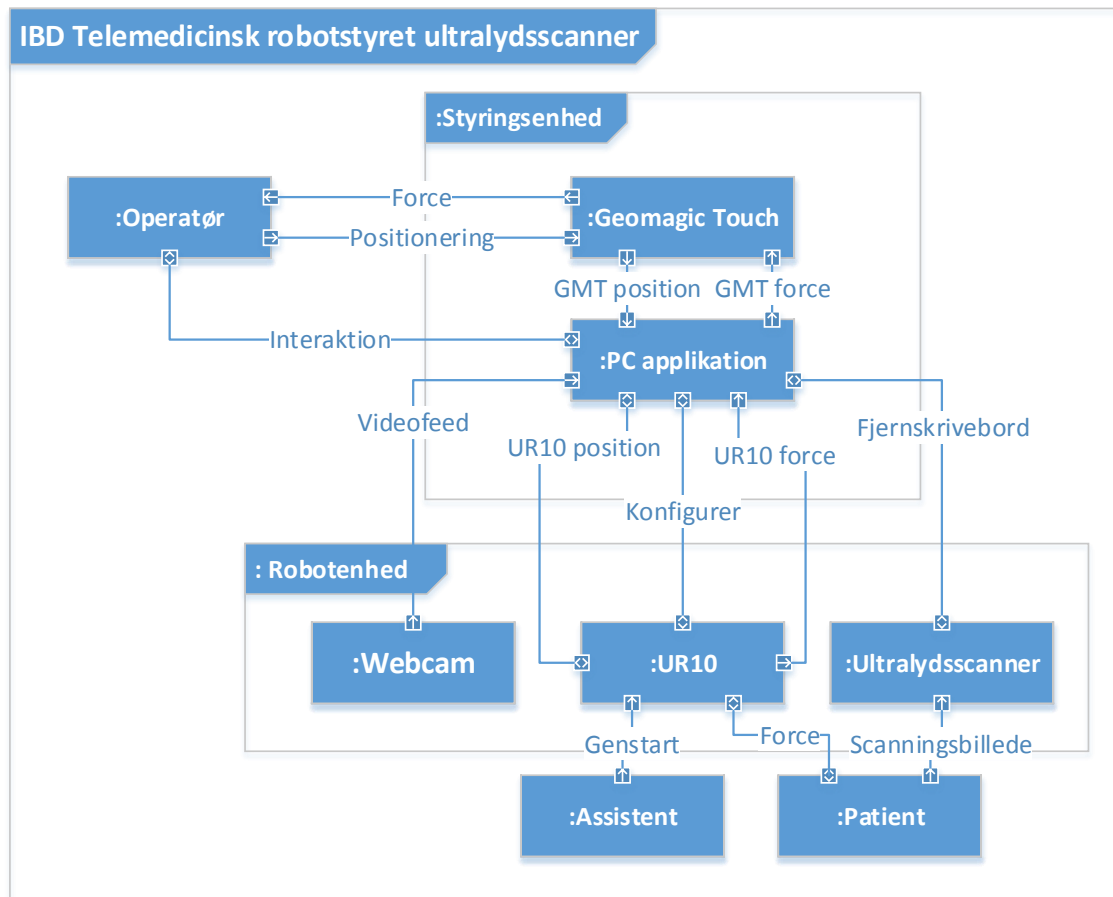 IBD Telemedicinsk robotstyret ultralydsscanner
:Styringsenhed
:Operatør
Force
Positionering
:Geomagic Touch
GMT position
GMT force
Interaktion
:PC applikation
Videofeed
UR10 position
UR10 force
Fjernskrivebord
Konfigurer
: Robotenhed
:Webcam
:UR10
:Ultralydsscanner
Genstart
Force
Scanningsbillede
:Assistent
:Patient